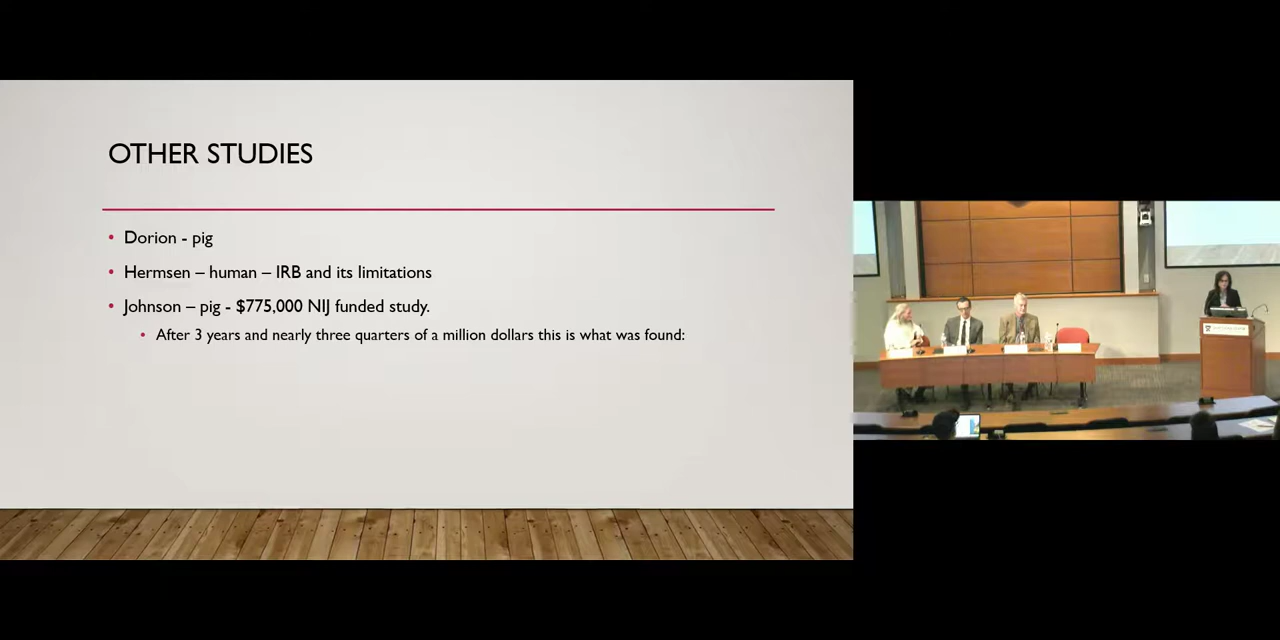 OTHER STUDIES
• Dorion - pig
• Hermsen – human – IRB and its limitations
• Johnson – pig - $775,000 NIJ funded study.
• After 3 years and nearly three quarters of a million dollars this is what was found: